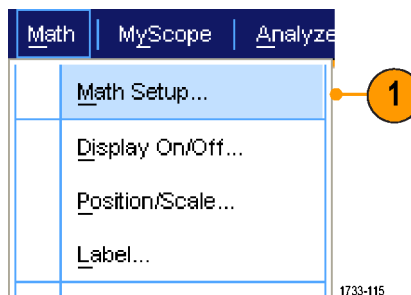 Math | MyScope | Analyze
Math Setup...
1
Display On/Off...
Position/Scale...
Label...
1733-115